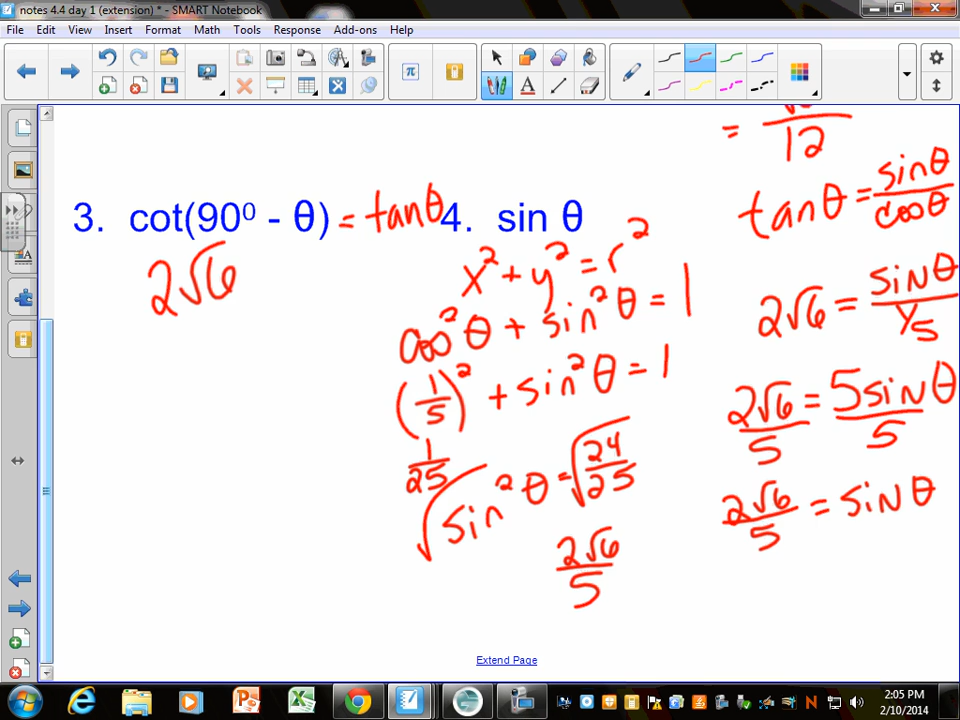 notes 4.4 day 1 (extension) * - SMART Notebook
File Edit View Insert Format Math Tools Response Add-ons Help
= /12
3. cot(90⁰ - θ) = tanθ
2√6
4. sin θ
x² + y² = r²
cos²θ + sin²θ = 1
(1/5)² + sin²θ = 1
1/25
√sin²θ = √24/25
2√6/5
tanθ = sinθ/cosθ
2√6 = sinθ/1/5
2√6/5 = 5sinθ/5
2√6/5 = sinθ
Extend Page
2:05 PM
2/10/2014